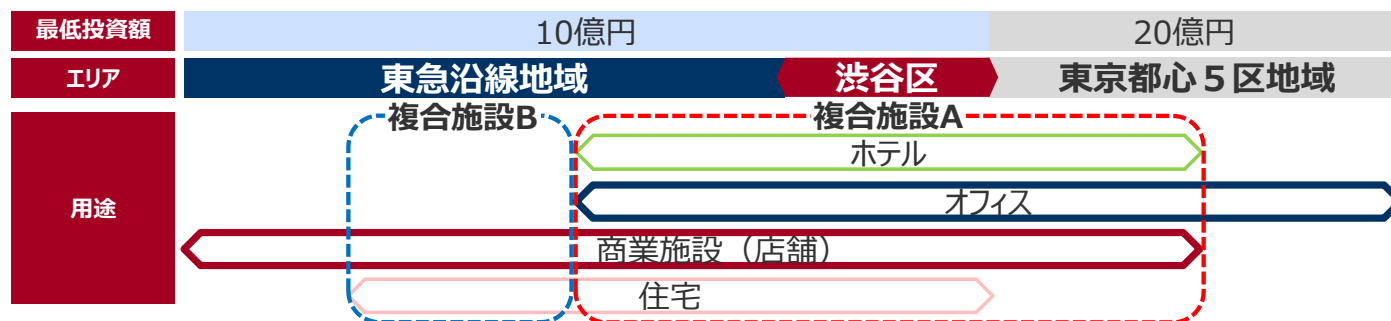 最低投資額
10億円
20億円
エリア
東急沿線地域
渋谷区
東京都心５区地域
用途
複合施設B
複合施設A
ホテル
オフィス
商業施設（店舗）
住宅